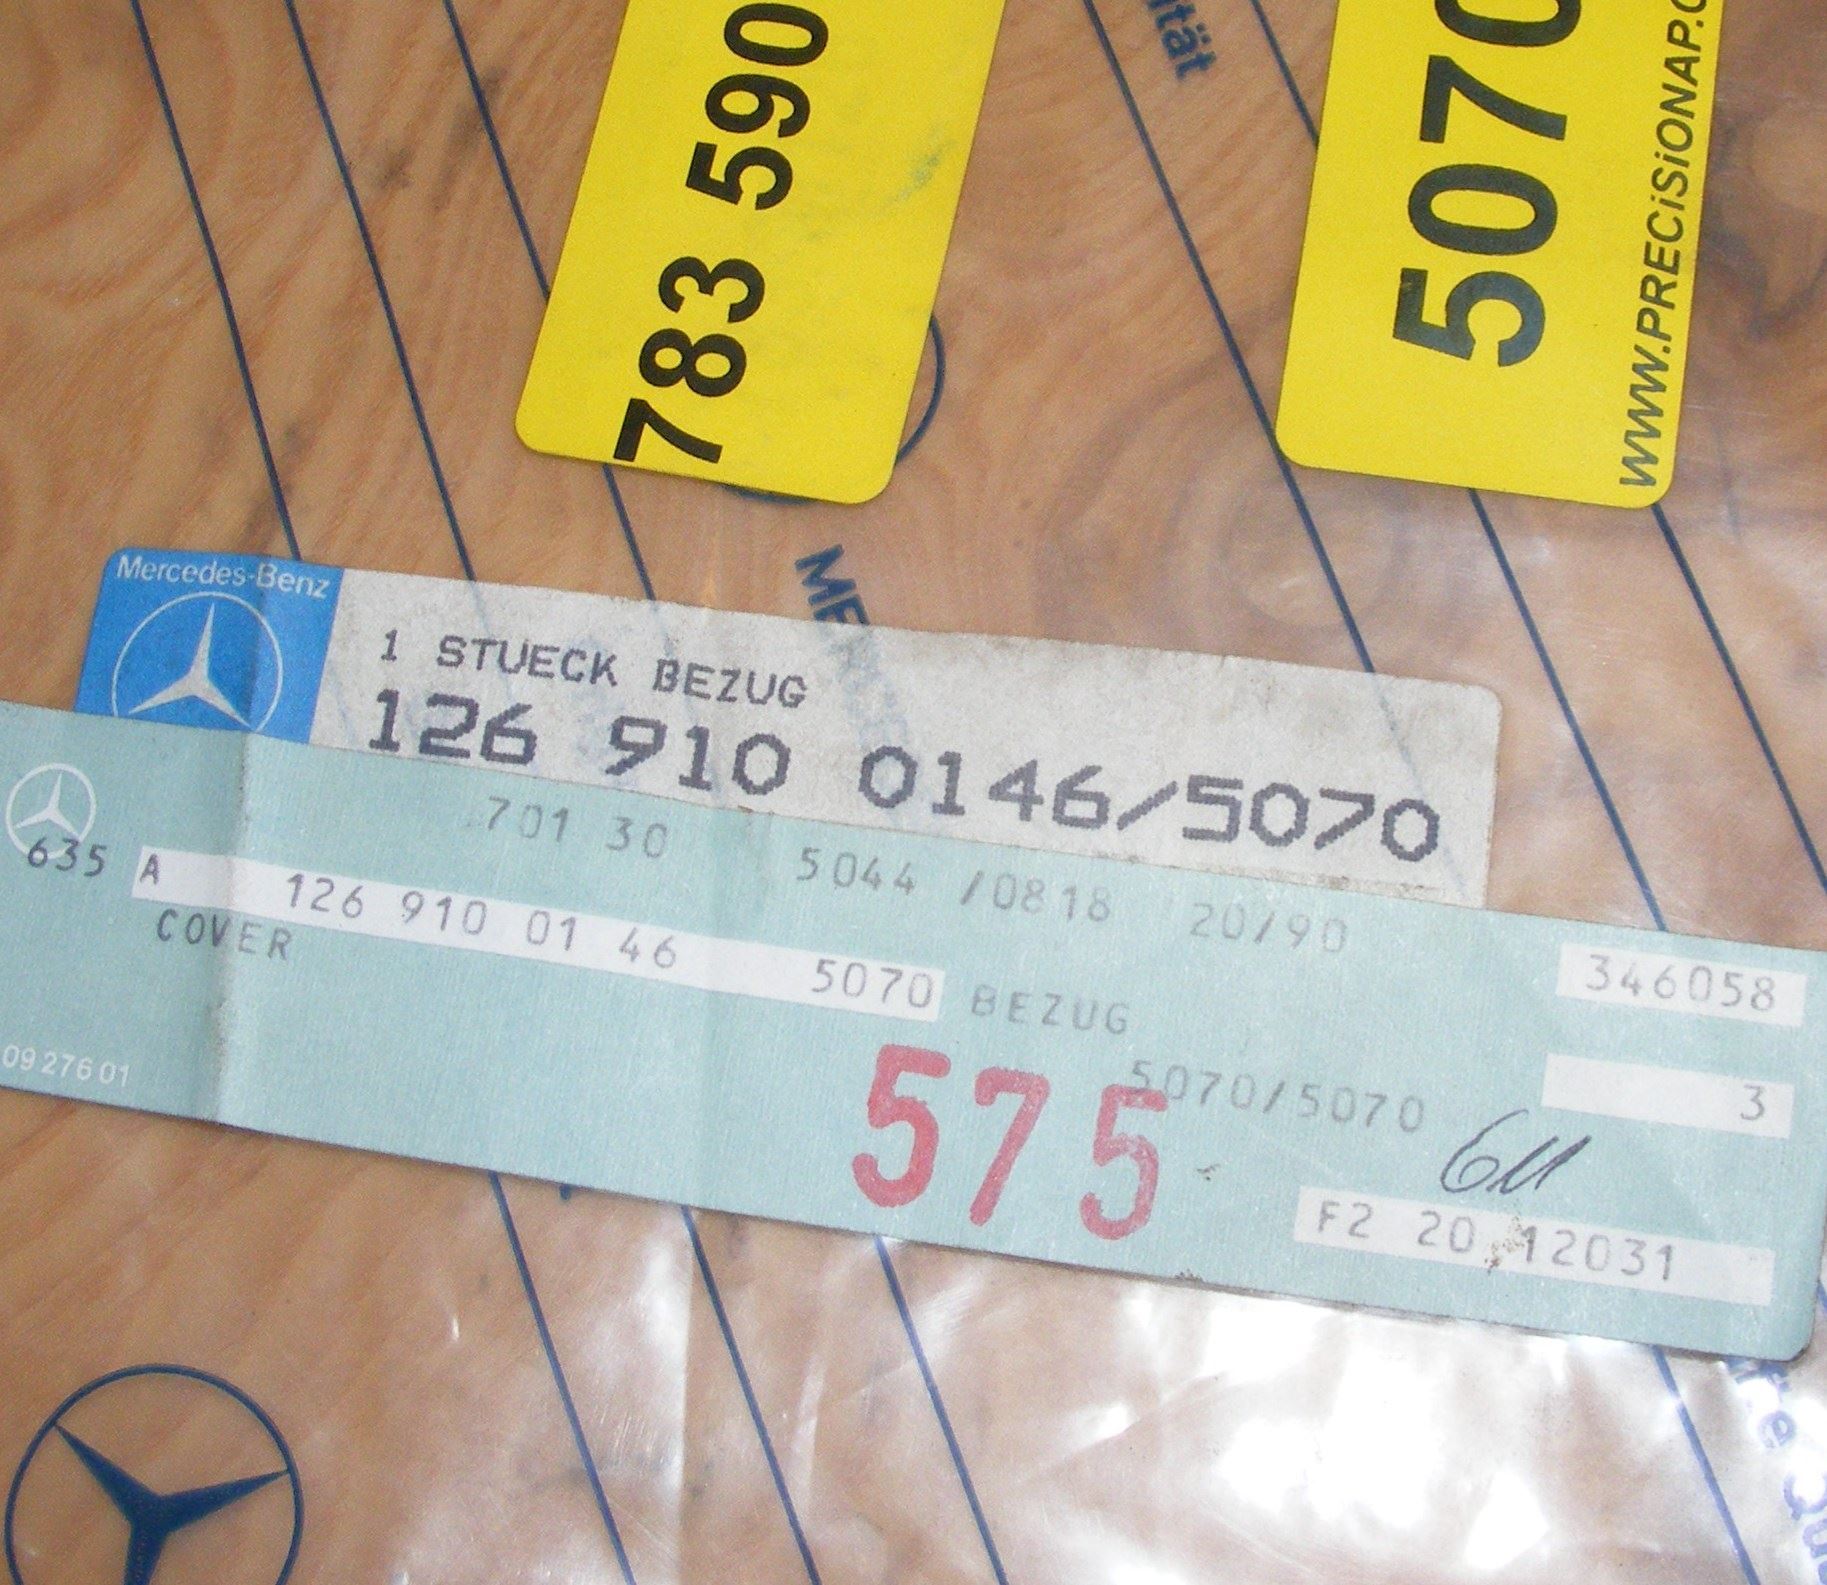 783 590
5070
WWW.PRECiSiONAP.
ität
Mercedes-Benz
1 STUECK BEZUG
126 910 0146/5070
701 30 5044 /0818 20/90
635 A 126 910 01 46 5070 BEZUG 346058
COVER
5070/5070 3
09 276 01
575
F2 20 12031